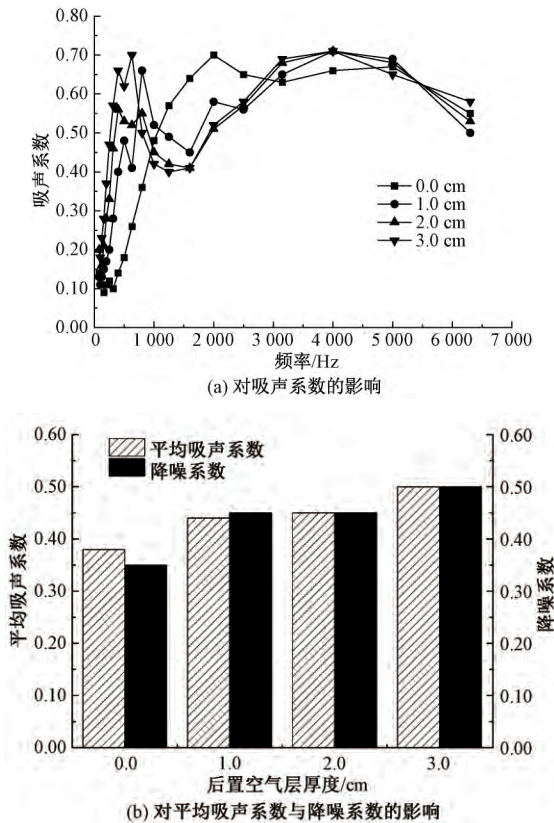 0.80
0.70
0.60
0.50
0.40
0.30
0.20
0.10
0.00
吸声系数
0.0 cm
1.0 cm
2.0 cm
3.0 cm
0 1 000 2 000 3 000 4 000 5 000 6 000 7 000
频率/Hz
(a) 对吸声系数的影响
0.60 0.60
0.50 0.50
0.40 0.40
0.30 0.30
0.20 0.20
0.10 0.10
0.00 0.00
平均吸声系数
降噪系数
平均吸声系数
降噪系数
0.0 1.0 2.0 3.0
后置空气层厚度/cm
(b) 对平均吸声系数与降噪系数的影响